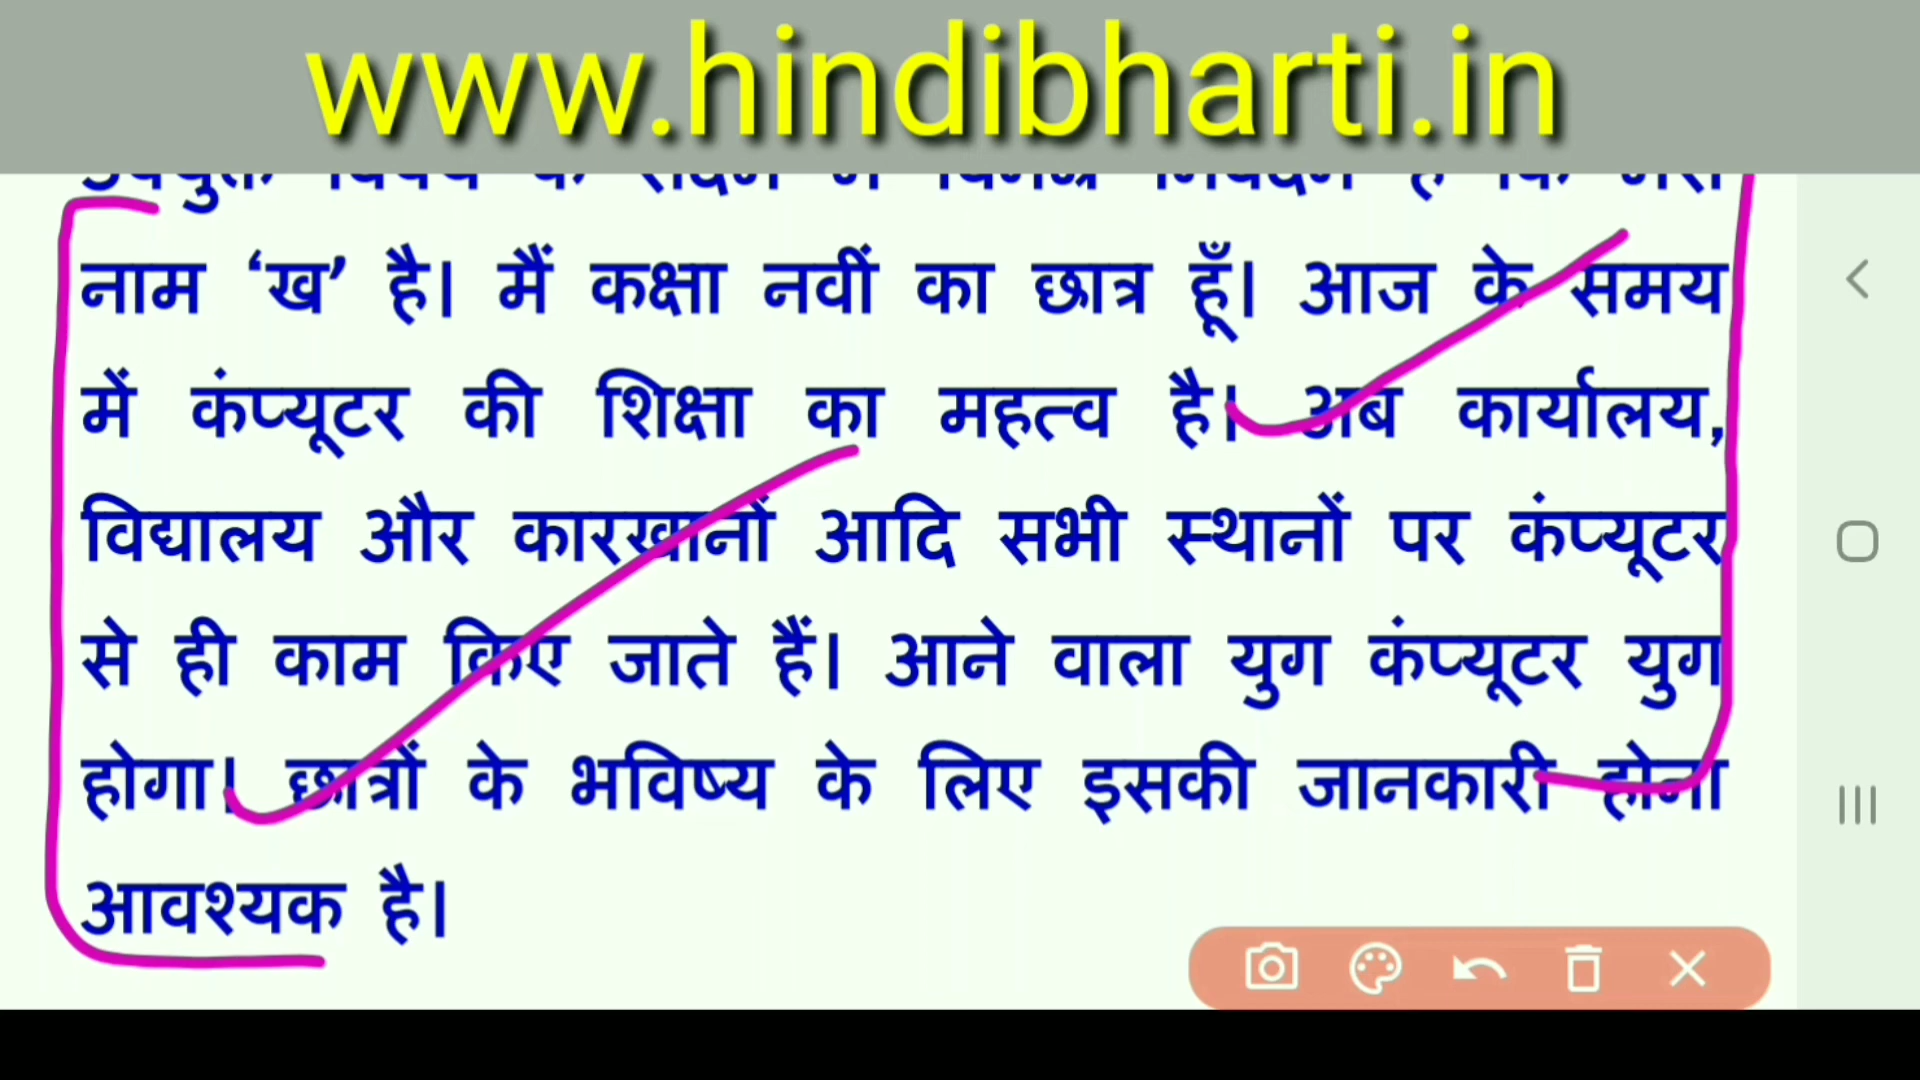 www.hindibharti.in
नाम ‘ख’ है। मैं कक्षा नवीं का छात्र हूँ। आज के समय
में कंप्यूटर की शिक्षा का महत्व है। अब कार्यालय,
विद्यालय और कारखानों आदि सभी स्थानों पर कंप्यूटर
से ही काम किए जाते हैं। आने वाला युग कंप्यूटर युग
होगा। छात्रों के भविष्य के लिए इसकी जानकारी होना
आवश्यक है।